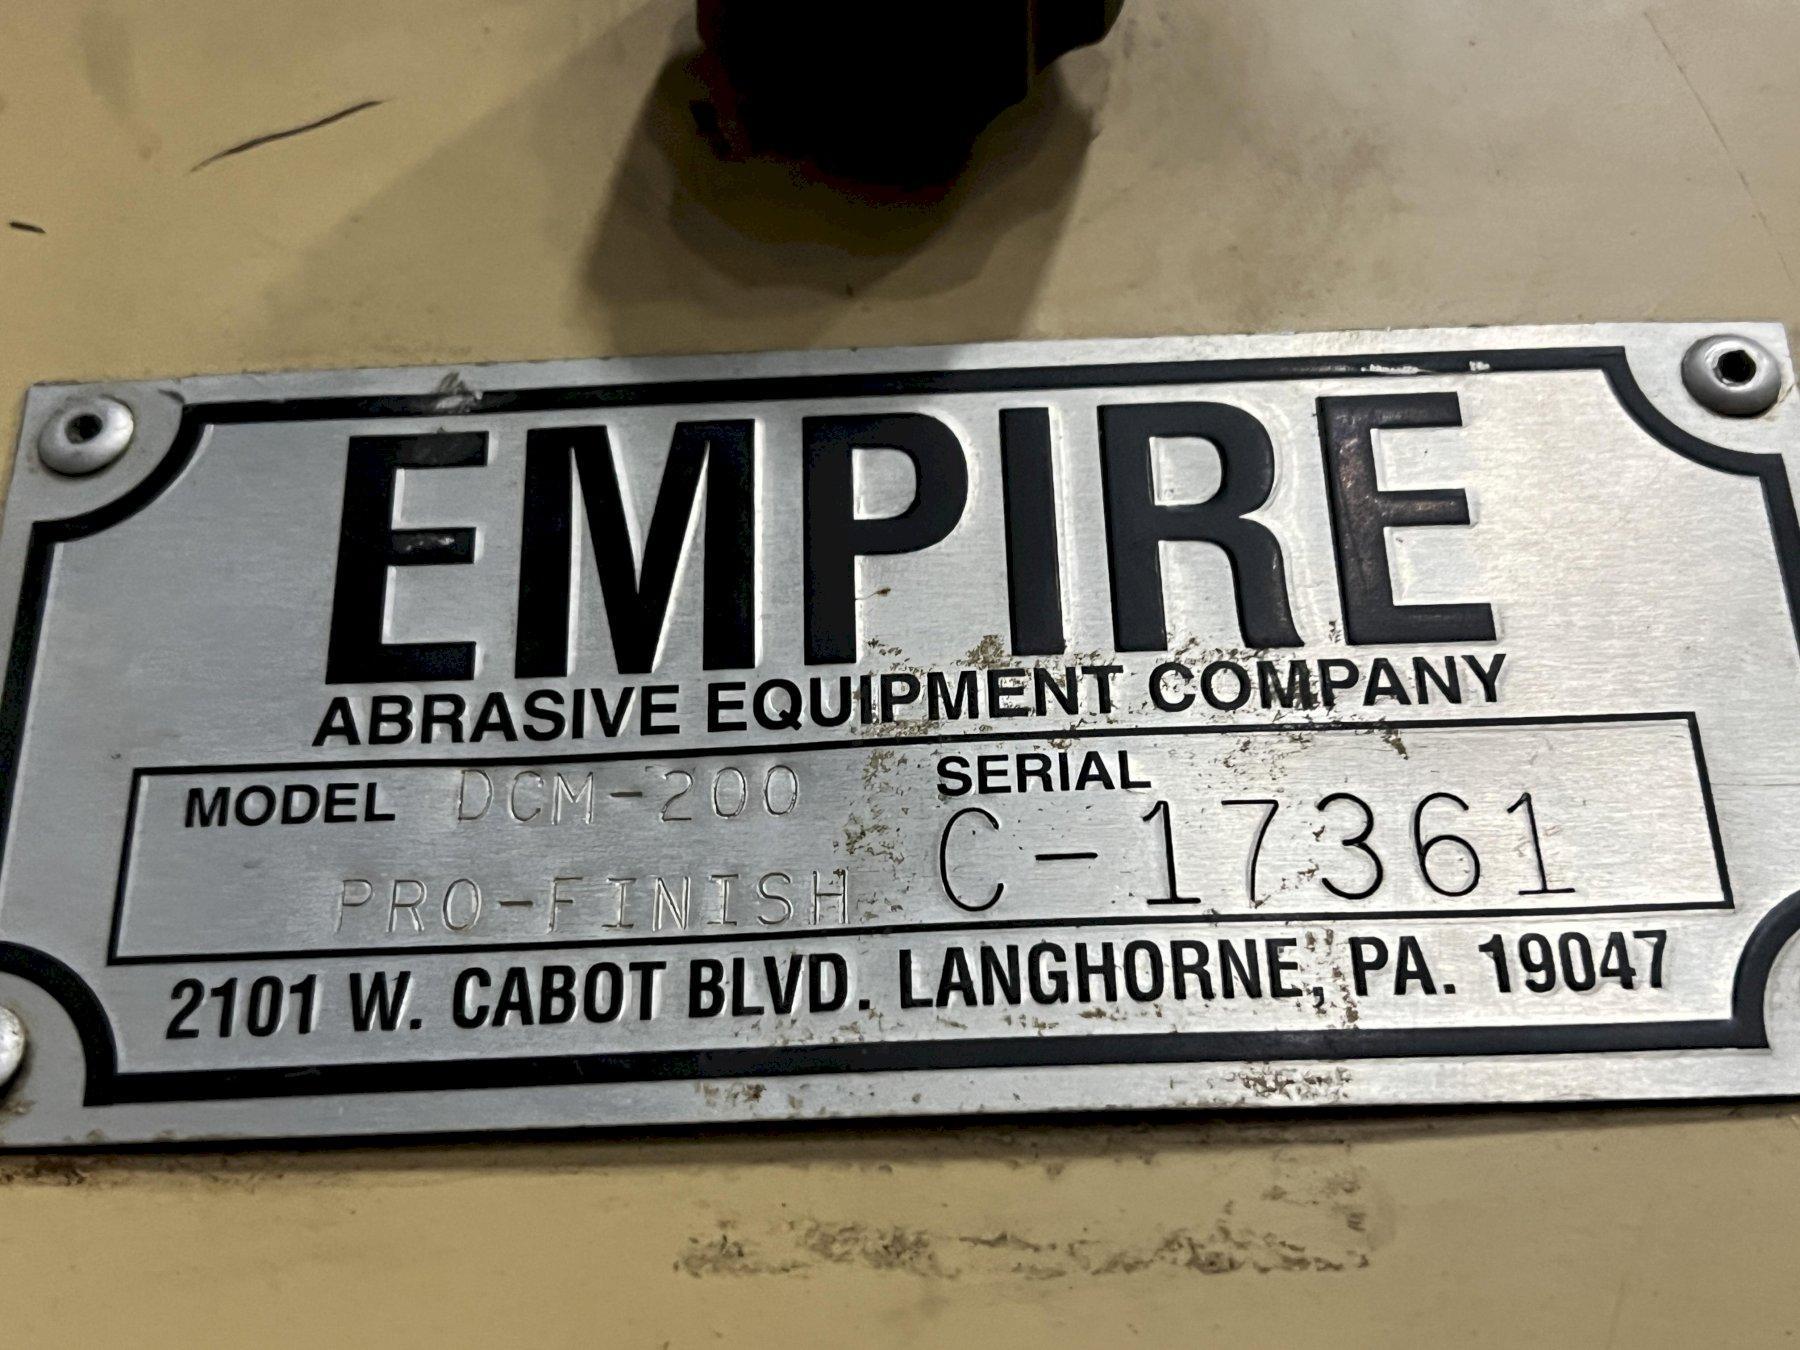 EMPIRE
ABRASIVE EQUIPMENT COMPANY
MODEL DCM-200
PRO-FINISH
SERIAL
C-17361
2101 W. CABOT BLVD. LANGHORNE, PA. 19047